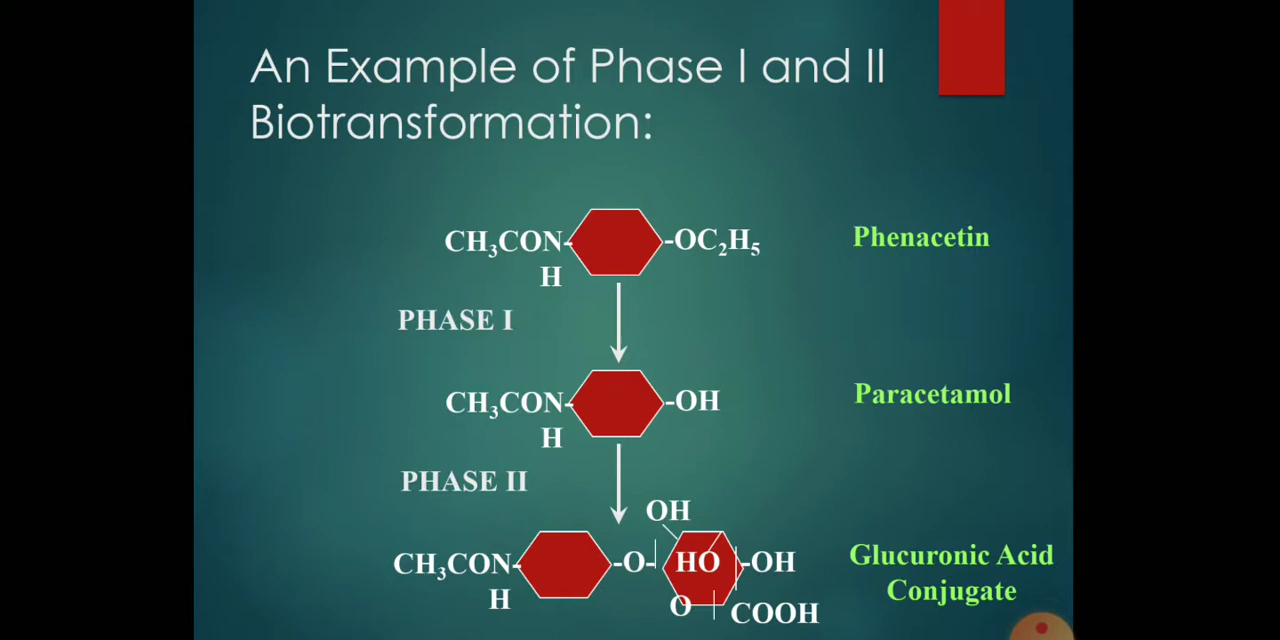 An Example of Phase I and II
Biotransformation:
CH₃CON-
H
-OC₂H₅
Phenacetin
PHASE I
CH₃CON-
H
-OH
Paracetamol
PHASE II
OH
CH₃CON-
H
-O-
HO
-OH
O
COOH
Glucuronic Acid
Conjugate